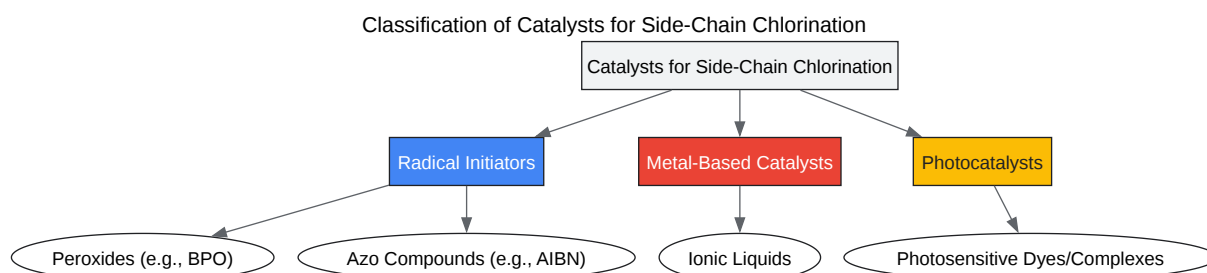 Classification of Catalysts for Side-Chain Chlorination
Catalysts for Side-Chain Chlorination
Radical Initiators
Metal-Based Catalysts
Photocatalysts
Peroxides (e.g., BPO)
Azo Compounds (e.g., AIBN)
Ionic Liquids
Photosensitive Dyes/Complexes